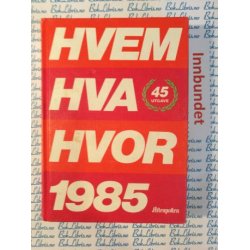 HVEM
HVA
45
UTGAVE
HVOR
1985
Aftenposten
Innbundet